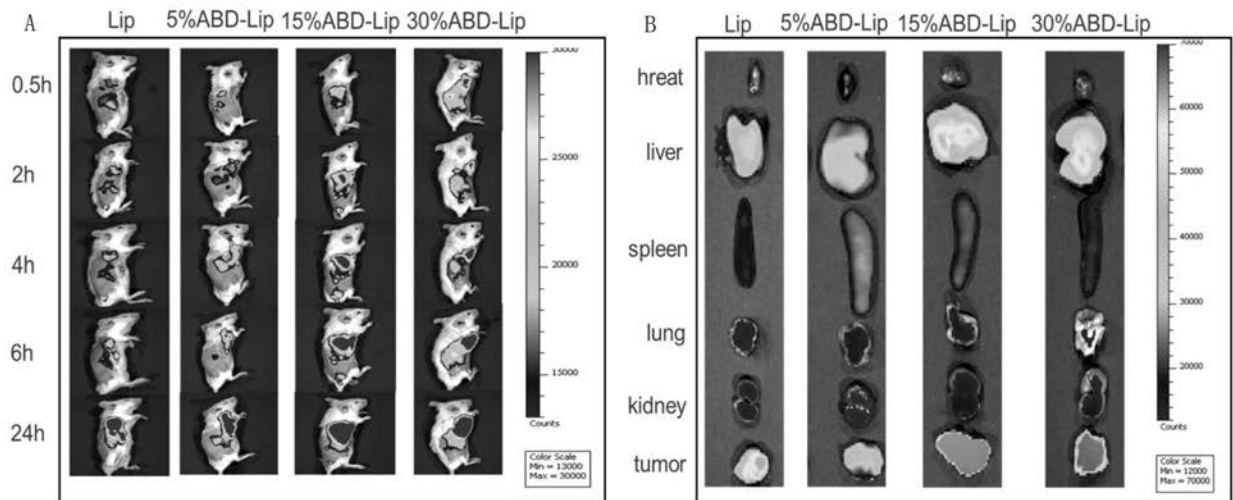 A
Lip 5%ABD-Lip 15%ABD-Lip 30%ABD-Lip
0.5h
2h
4h
6h
24h
30000
25000
20000
15000
Counts
Color Scale
Min = 13000
Max = 30000
B
Lip 5%ABD-Lip 15%ABD-Lip 30%ABD-Lip
hreat
liver
spleen
lung
kidney
tumor
70000
60000
50000
40000
30000
20000
Counts
Color Scale
Min = 12000
Max = 70000